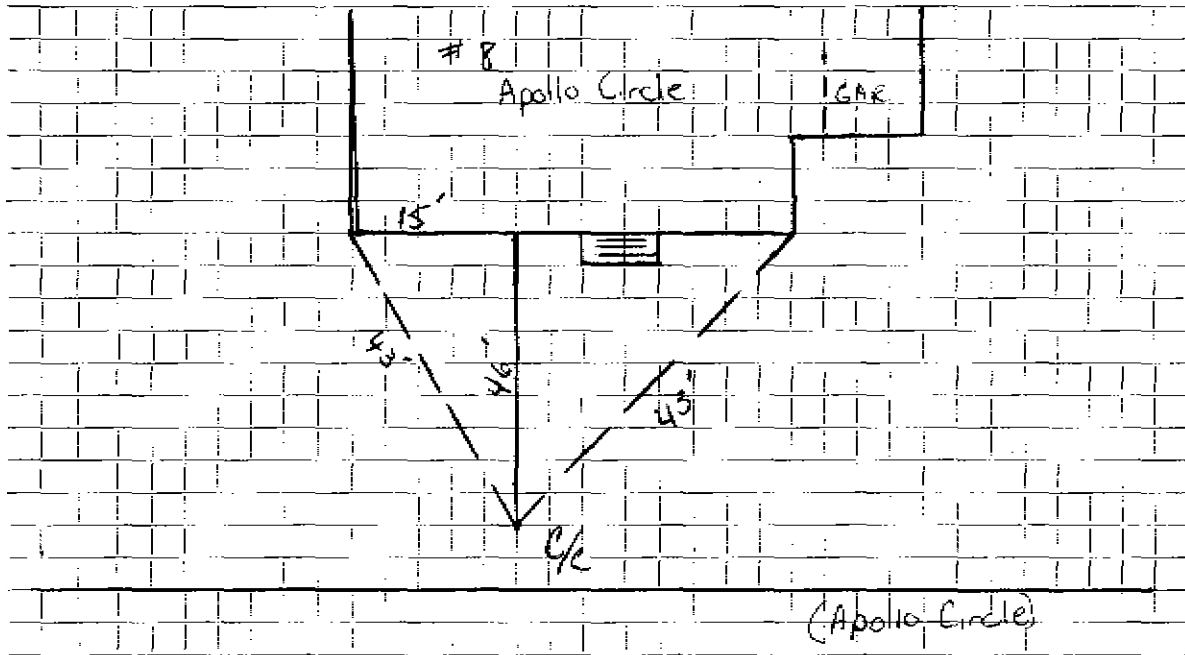 # 8
Apollo Circle
GAR
15'
43'
46'
43"
C/C
(Apollo Circle)